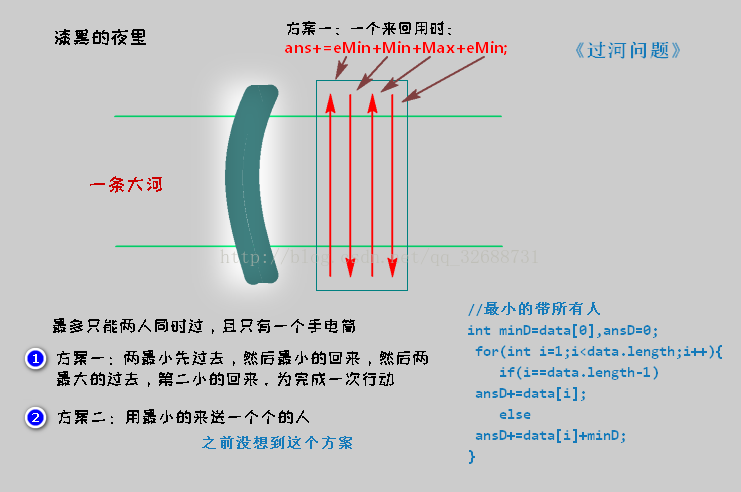 漆黑的夜里
方案一：一个来回用时：
ans+=eMin+Min+Max+eMin;
《过河问题》
一条大河
http://blog.csdn.net/qq_32688731
最多只能两人同时过，且只有一个手电筒
1 方案一：两最小先过去，然后最小的回来，然后两
最大的过去，第二小的回来，为完成一次行动
2 方案二：用最小的来送一个个的人
之前没想到这个方案
//最小的带所有人
int minD=data[0],ansD=0;
for(int i=1;i<data.length;i++){
if(i==data.length-1)
ansD+=data[i];
else
ansD+=data[i]+minD;
}